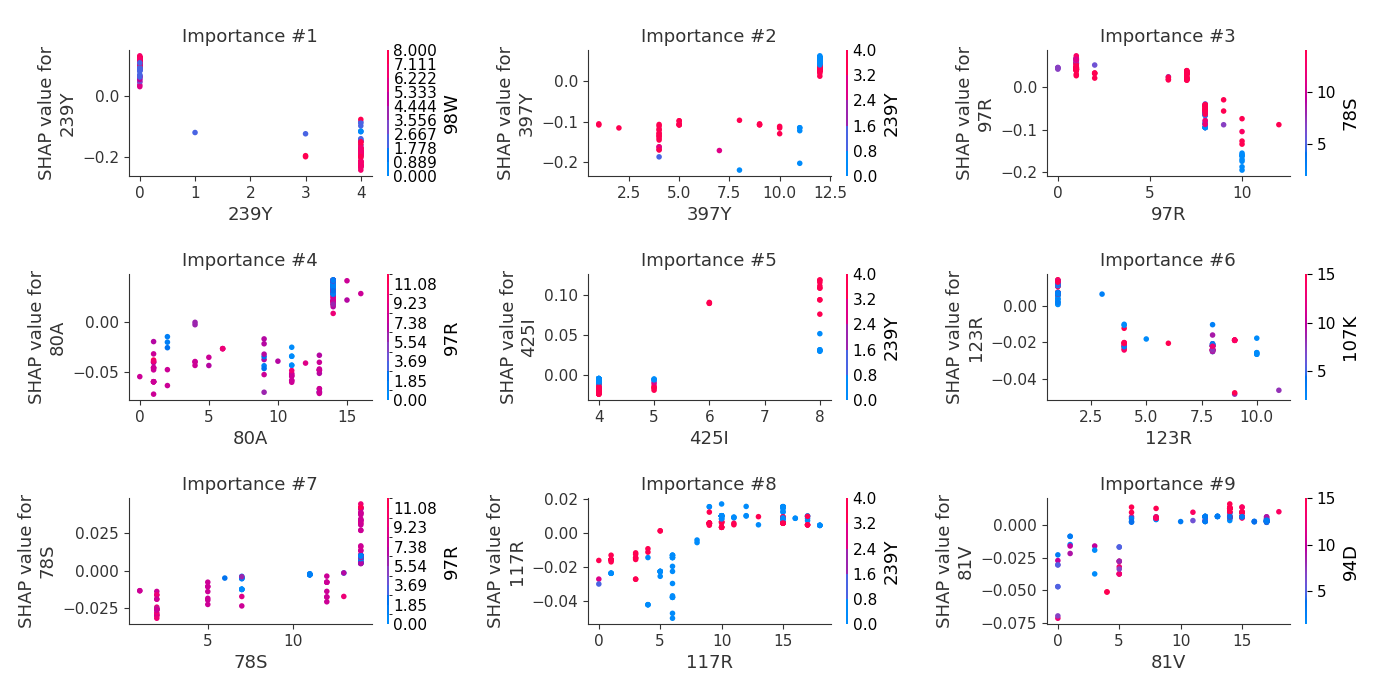 Importance #1
SHAP value for
239Y
0.0
−0.2
0 1 2 3 4
239Y
8.000
7.111
6.222
5.333
4.444
3.556
2.667
1.778
0.889
0.000
98W
Importance #2
SHAP value for
397Y
0.0
−0.1
−0.2
2.5 5.0 7.5 10.0 12.5
397Y
4.0
3.2
2.4
1.6
0.8
0.0
239Y
Importance #3
SHAP value for
97R
0.0
−0.1
−0.2
0 5 10
97R
10
5
78S
Importance #4
SHAP value for
80A
0.00
−0.05
0 5 10 15
80A
11.08
9.23
7.38
5.54
3.69
1.85
0.00
97R
Importance #5
SHAP value for
425I
0.10
0.05
0.00
4 5 6 7 8
425I
4.0
3.2
2.4
1.6
0.8
0.0
239Y
Importance #6
SHAP value for
123R
0.00
−0.02
−0.04
2.5 5.0 7.5 10.0
123R
15
10
5
107K
Importance #7
SHAP value for
78S
0.025
0.000
−0.025
5 10
78S
11.08
9.23
7.38
5.54
3.69
1.85
0.00
97R
Importance #8
SHAP value for
117R
0.02
0.00
−0.02
−0.04
0 5 10 15
117R
4.0
3.2
2.4
1.6
0.8
0.0
239Y
Importance #9
SHAP value for
81V
0.000
−0.025
−0.050
−0.075
0 5 10 15
81V
15
10
5
94D